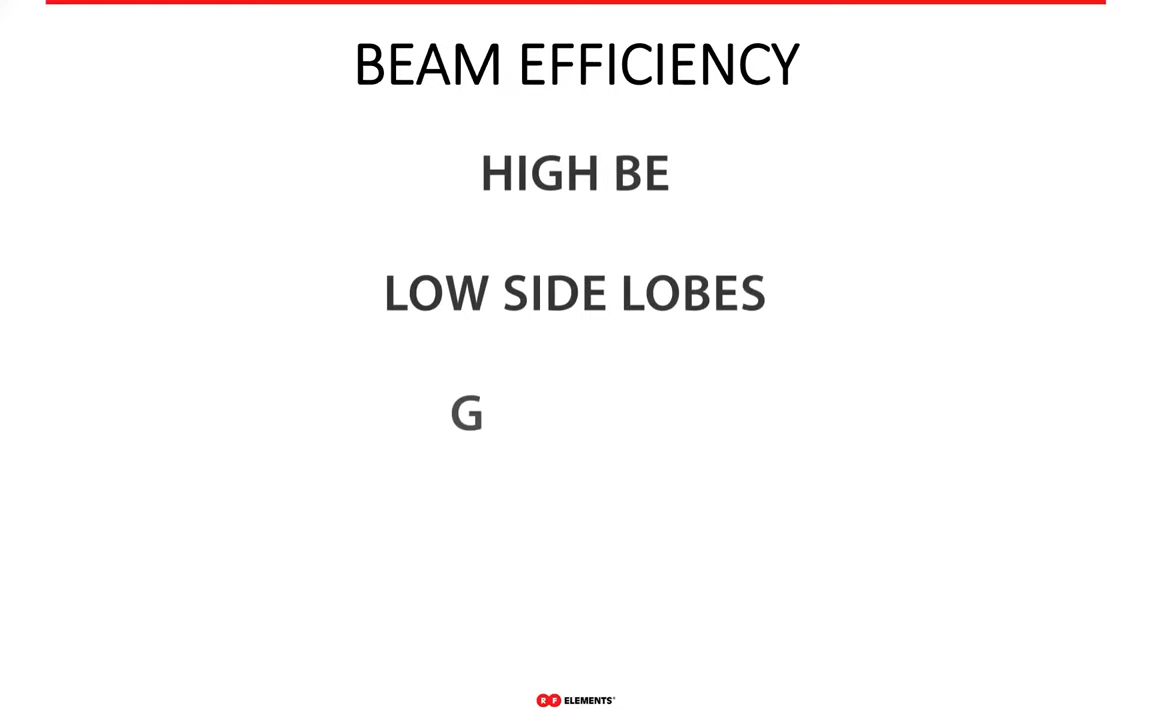 BEAM EFFICIENCY
HIGH BE
LOW SIDE LOBES
G
RF ELEMENTS